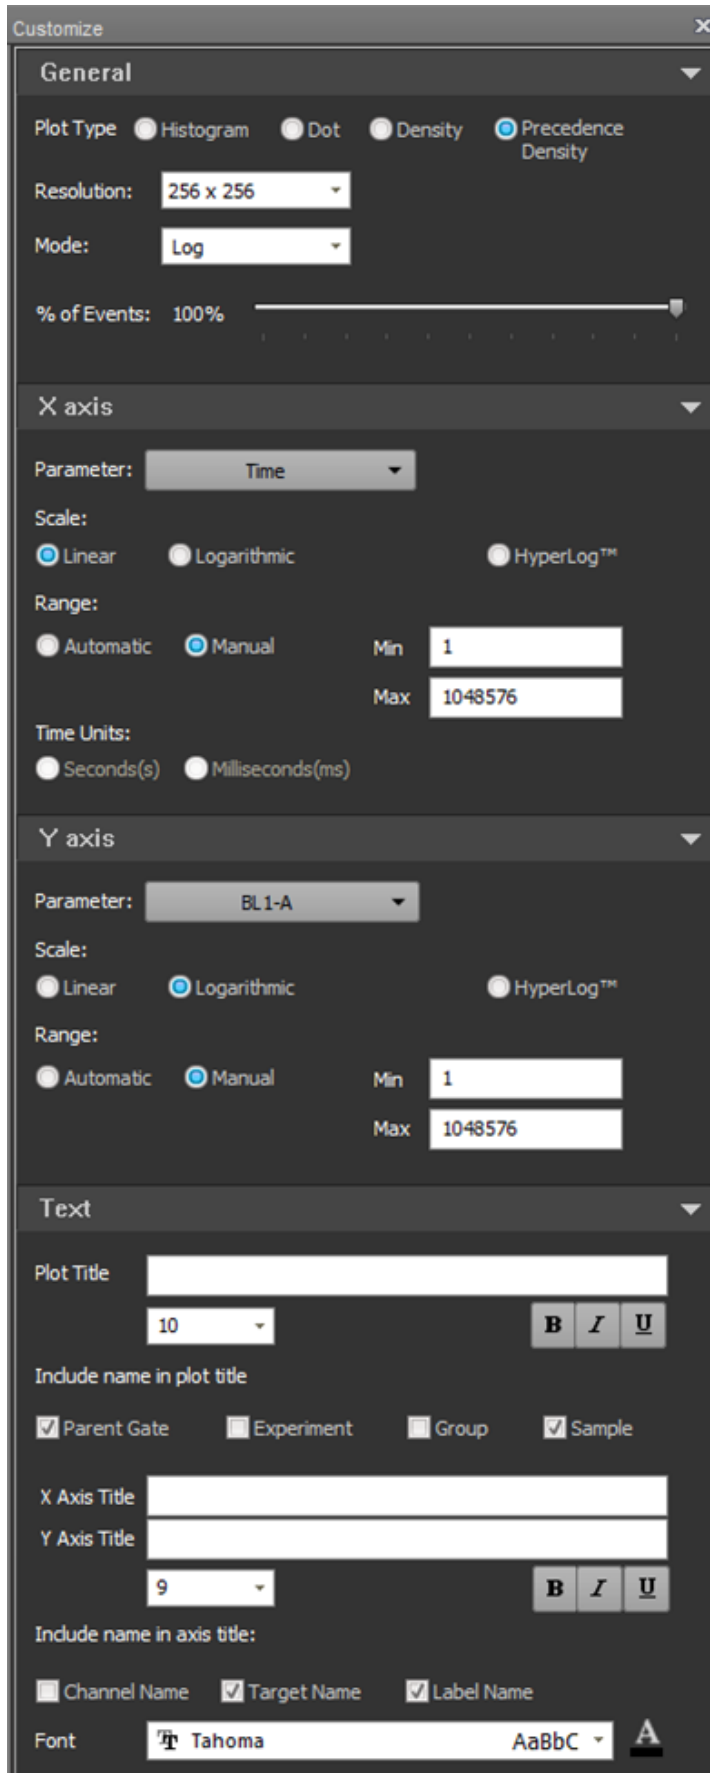 Customize x
General
Plot Type Histogram Dot Density Precedence
Density
Resolution: 256 x 256
Mode: Log
% of Events: 100%
X axis
Parameter: Time
Scale:
Linear Logarithmic HyperLog™
Range:
Automatic Manual Min 1
Max 1048576
Time Units:
Seconds(s) Milliseconds(ms)
Y axis
Parameter: BL1-A
Scale:
Linear Logarithmic HyperLog™
Range:
Automatic Manual Min 1
Max 1048576
Text
Plot Title
10 B I U
Include name in plot title
Parent Gate Experiment Group Sample
X Axis Title
Y Axis Title
9 B I U
Include name in axis title:
Channel Name Target Name Label Name
Font Tahoma AaBbC A